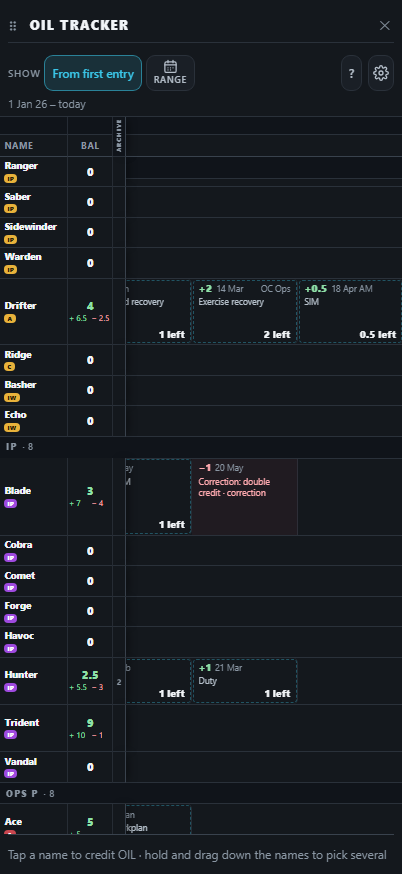 OIL TRACKER
SHOW
From first entry
RANGE
?
1 Jan 26 – today
NAME
BAL
ARCHIVE
Ranger
IP
0
Saber
IP
0
Sidewinder
IP
0
Warden
IP
0
Drifter
A
4
+ 6.5 − 2.5
d recovery
1 left
+2 14 Mar OC Ops
Exercise recovery
2 left
+0.5 18 Apr AM
SIM
0.5 left
Ridge
C
0
Basher
IW
0
Echo
IW
0
IP · 8
Blade
IP
3
+ 7 − 4
ay
M
1 left
−1 20 May
Correction: double
credit · correction
Cobra
IP
0
Comet
IP
0
Forge
IP
0
Havoc
IP
0
Hunter
IP
2.5
+ 5.5 − 3
2
b
1 left
+1 21 Mar
Duty
1 left
Trident
IP
9
+ 10 − 1
Vandal
IP
0
OPS P · 8
Ace
5
an
kplan
Tap a name to credit OIL · hold and drag down the names to pick several